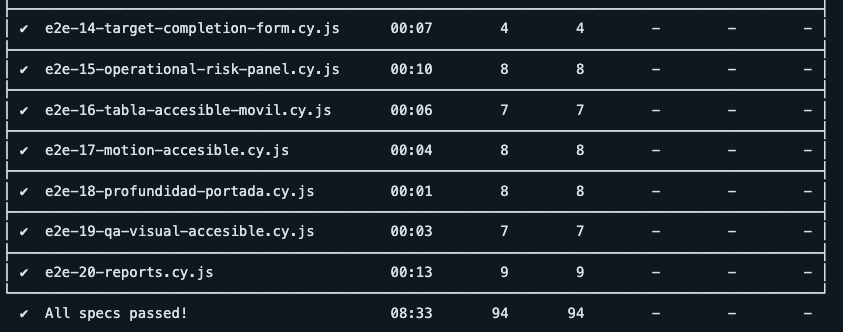 ✔ e2e-14-target-completion-form.cy.js 00:07 4 4 - - -
✔ e2e-15-operational-risk-panel.cy.js 00:10 8 8 - - -
✔ e2e-16-tabla-accesible-movil.cy.js 00:06 7 7 - - -
✔ e2e-17-motion-accesible.cy.js 00:04 8 8 - - -
✔ e2e-18-profundidad-portada.cy.js 00:01 8 8 - - -
✔ e2e-19-qa-visual-accesible.cy.js 00:03 7 7 - - -
✔ e2e-20-reports.cy.js 00:13 9 9 - - -
✔ All specs passed! 08:33 94 94 - - -